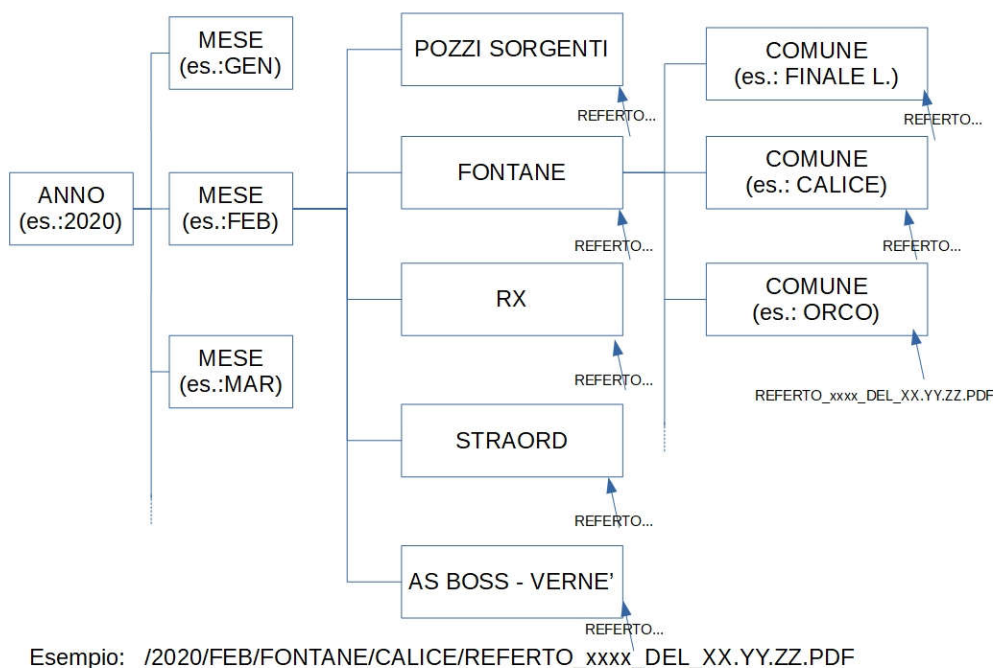 MESE
(es.:GEN)
POZZI SORGENTI
COMUNE
(es.: FINALE L.)
REFERTO...
REFERTO...
ANNO
(es.:2020)
MESE
(es.:FEB)
FONTANE
COMUNE
(es.: CALICE)
REFERTO...
REFERTO...
RX
COMUNE
(es.: ORCO)
MESE
(es.:MAR)
REFERTO...
REFERTO_xxxx_DEL_XX.YY.ZZ.PDF
STRAORD
REFERTO...
AS BOSS - VERNE’
REFERTO...
Esempio: /2020/FEB/FONTANE/CALICE/REFERTO_xxxx_DEL_XX.YY.ZZ.PDF